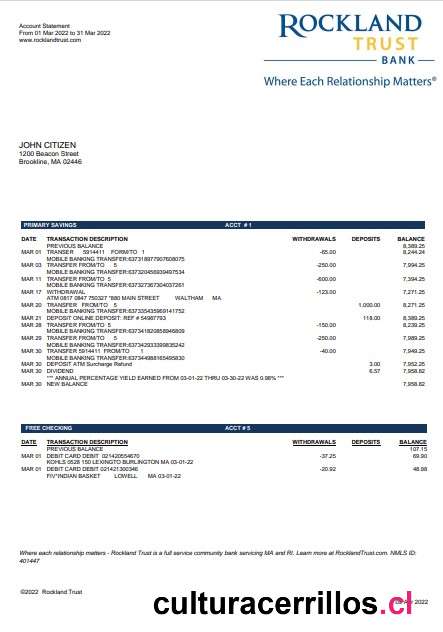 Account Statement
From 01 Mar 2022 to 31 Mar 2022
www.rocklandtrust.com
ROCKLAND
TRUST
BANK
Where Each Relationship Matters®
JOHN CITIZEN
1200 Beacon Street
Brookline, MA 02446
PRIMARY SAVINGS ACCT # 1
DATE TRANSACTION DESCRIPTION WITHDRAWALS DEPOSITS BALANCE
PREVIOUS BALANCE 8,389.25
MAR 01 TRANSER 5914411 FORM/TO 1 -65.00 8,244.24
MOBILE BANKING TRANSFER:637318977907608075
MAR 03 TRANSFER FROM/TO 5 -250.00 7,994.25
MOBILE BANKING TRANSFER:637320456939497534
MAR 11 TRANSFER FROM/TO 5 -600.00 7,394.25
MOBILE BANKING TRANSFER:637327367304037261
MAR 17 WITHDRAWAL -123.00 7,271.25
ATM 0817 0847 750327 *880 MAIN STREET WALTHAM MA
MAR 20 TRANSFER FROM/TO 5 1,000.00 8,271.25
MOBILE BANKING TRANSFER:637335435969141752
MAR 21 DEPOSIT ONLINE DEPOSIT: REF # 54987793 118.00 8,389.25
MAR 28 TRANSFER FROM/TO 5 -150.00 8,239.25
MOBILE BANKING TRANSFER:637341820858946809
MAR 29 TRANSFER FROM/TO 5 -250.00 7,989.25
MOBILE BANKING TRANSFER:637342933399835242
MAR 30 TRANSFER 5914411 FROM/TO 1 -40.00 7,949.25
MOBILE BANKING TRANSFER:637344988165495830
MAR 30 DEPOSIT ATM Surcharge Refund 3.00 7,952.25
MAR 30 DIVIDEND 6.57 7,958.82
*** ANNUAL PERCENTAGE YIELD EARNED FROM 03-01-22 THRU 03-30-22 WAS 0.98% ***
MAR 30 NEW BALANCE 7,958.82
FREE CHECKING ACCT # 5
DATE TRANSACTION DESCRIPTION WITHDRAWALS DEPOSITS BALANCE
PREVIOUS BALANCE 107.15
MAR 01 DEBIT CARD DEBIT 021420554670 -37.25 69.90
KOHLS 0528 150 LEXINGTO BURLINGTON MA 03-01-22
MAR 01 DEBIT CARD DEBIT 021421300346 -20.92 48.98
FIV*INDIAN BASKET LOWELL MA 03-01-22
Where each relationship matters - Rockland Trust is a full service community bank servicing MA and RI. Learn more at RocklandTrust.com. NMLS ID:
401447
©2022 Rockland Trust
2022
culturacerrillos.cl